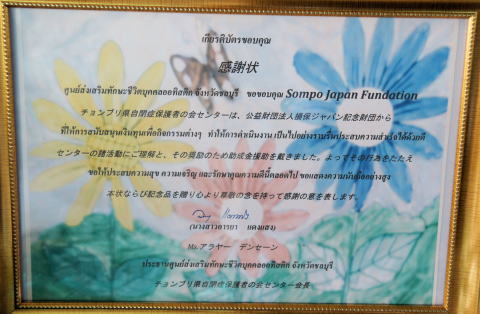 เกียรติบัตรขอบคุณ
感謝状
ศูนย์ส่งเสริมทักษะชีวิตบุคคลออทิสติก จังหวัดชลบุรี ขอขอบคุณ Sompo Japan Fundation
チョンブリ県自閉症保護者の会センターは、公益財団法人損保ジャパン記念財団から
ที่ให้การสนับสนุนเงินทุนเพื่อกิจกรรมต่างๆ ทำให้การดำเนินงาน เป็นไปอย่างราบรื่นประสบความสำเร็จได้ด้วยดี
センターの諸活動にご理解と、その奨励のため助成金援助を戴きました。よってその行為をたたえ
ขอให้ประสบความสุข ความเจริญ และรักษาคุณความดีนี้ตลอดไป ขอแสดงความนับถืออย่างสูง
本状ならび記念品を贈り心より尊敬の念を持って感謝の意を表します。
(นางสาวอารยา แดงแสง)
Ms.アラヤー デンセーン
ประธานศูนย์ส่งเสริมทักษะชีวิตบุคคลออทิสติก จังหวัดชลบุรี
チョンブリ県自閉症保護者の会センター会長